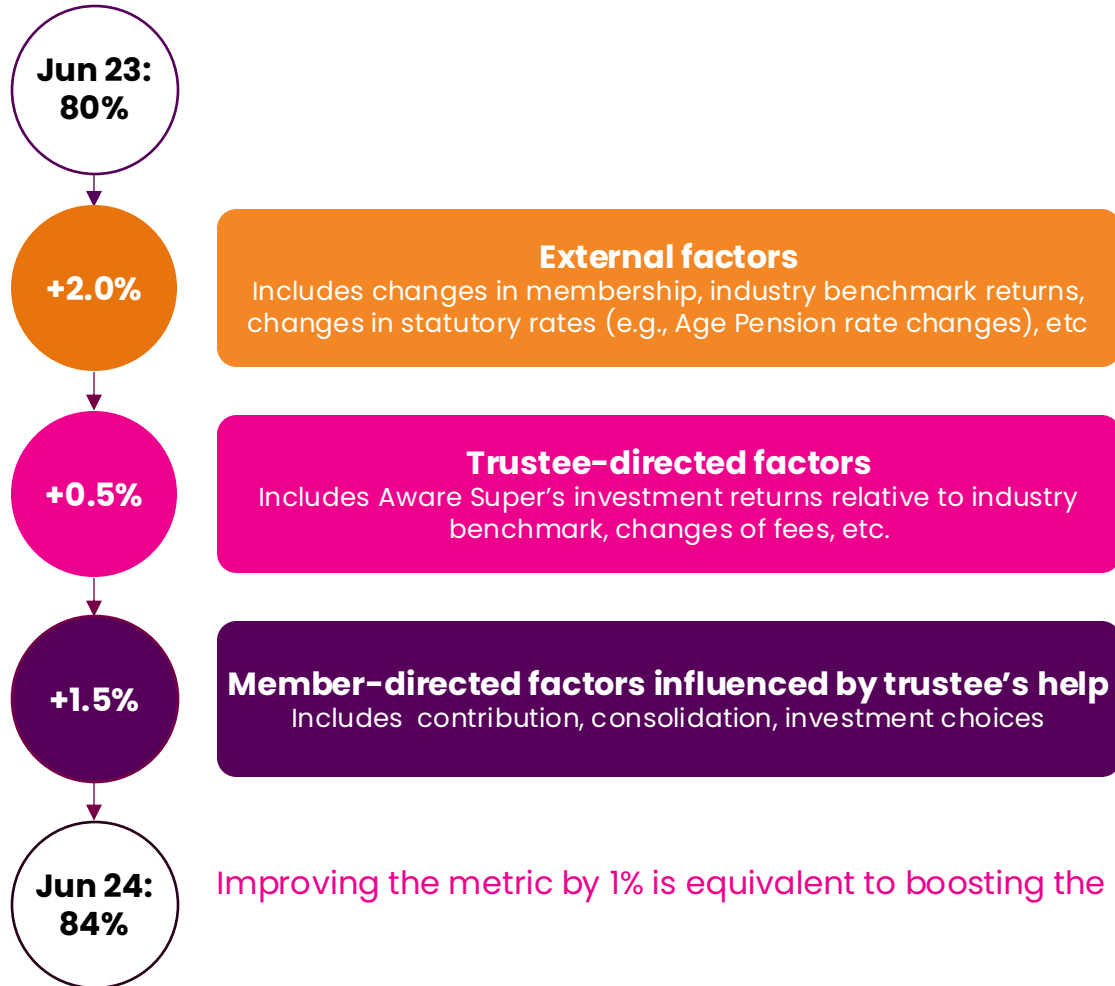 Jun 23:
80%
+2.0%
External factors
Includes changes in membership, industry benchmark returns,
changes in statutory rates (e.g., Age Pension rate changes), etc
+0.5%
Trustee-directed factors
Includes Aware Super’s investment returns relative to industry
benchmark, changes of fees, etc.
+1.5%
Member-directed factors influenced by trustee’s help
Includes contribution, consolidation, investment choices
Jun 24:
84%
Improving the metric by 1% is equivalent to boosting the